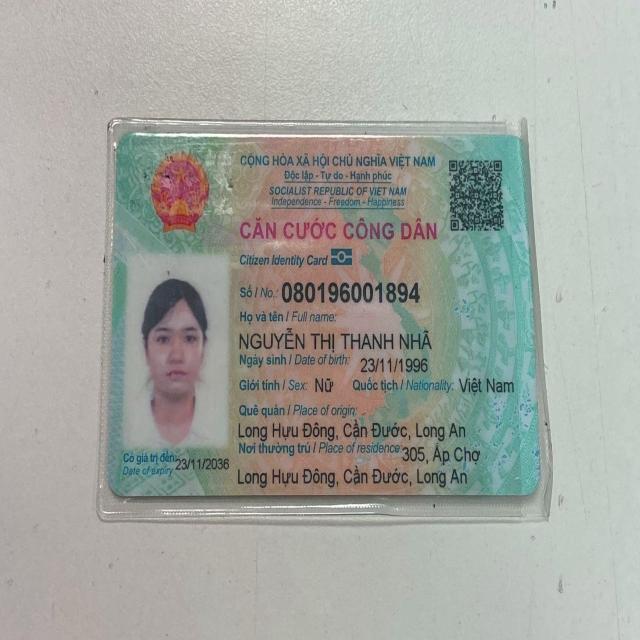 CỘNG HÒA XÃ HỘI CHỦ NGHĨA VIỆT NAM
Độc lập - Tự do - Hạnh phúc
SOCIALIST REPUBLIC OF VIET NAM
Independence - Freedom - Happiness
CĂN CƯỚC CÔNG DÂN
Citizen Identity Card
Số / No.: 080196001894
Họ và tên / Full name:
NGUYỄN THỊ THANH NHÃ
Ngày sinh / Date of birth: 23/11/1996
Giới tính / Sex: Nữ Quốc tịch / Nationality: Việt Nam
Quê quán / Place of origin:
Long Hựu Đông, Cần Đước, Long An
Nơi thường trú / Place of residence: 305, Ấp Chợ
Long Hựu Đông, Cần Đước, Long An
Có giá trị đến: 23/11/2036
Date of expiry